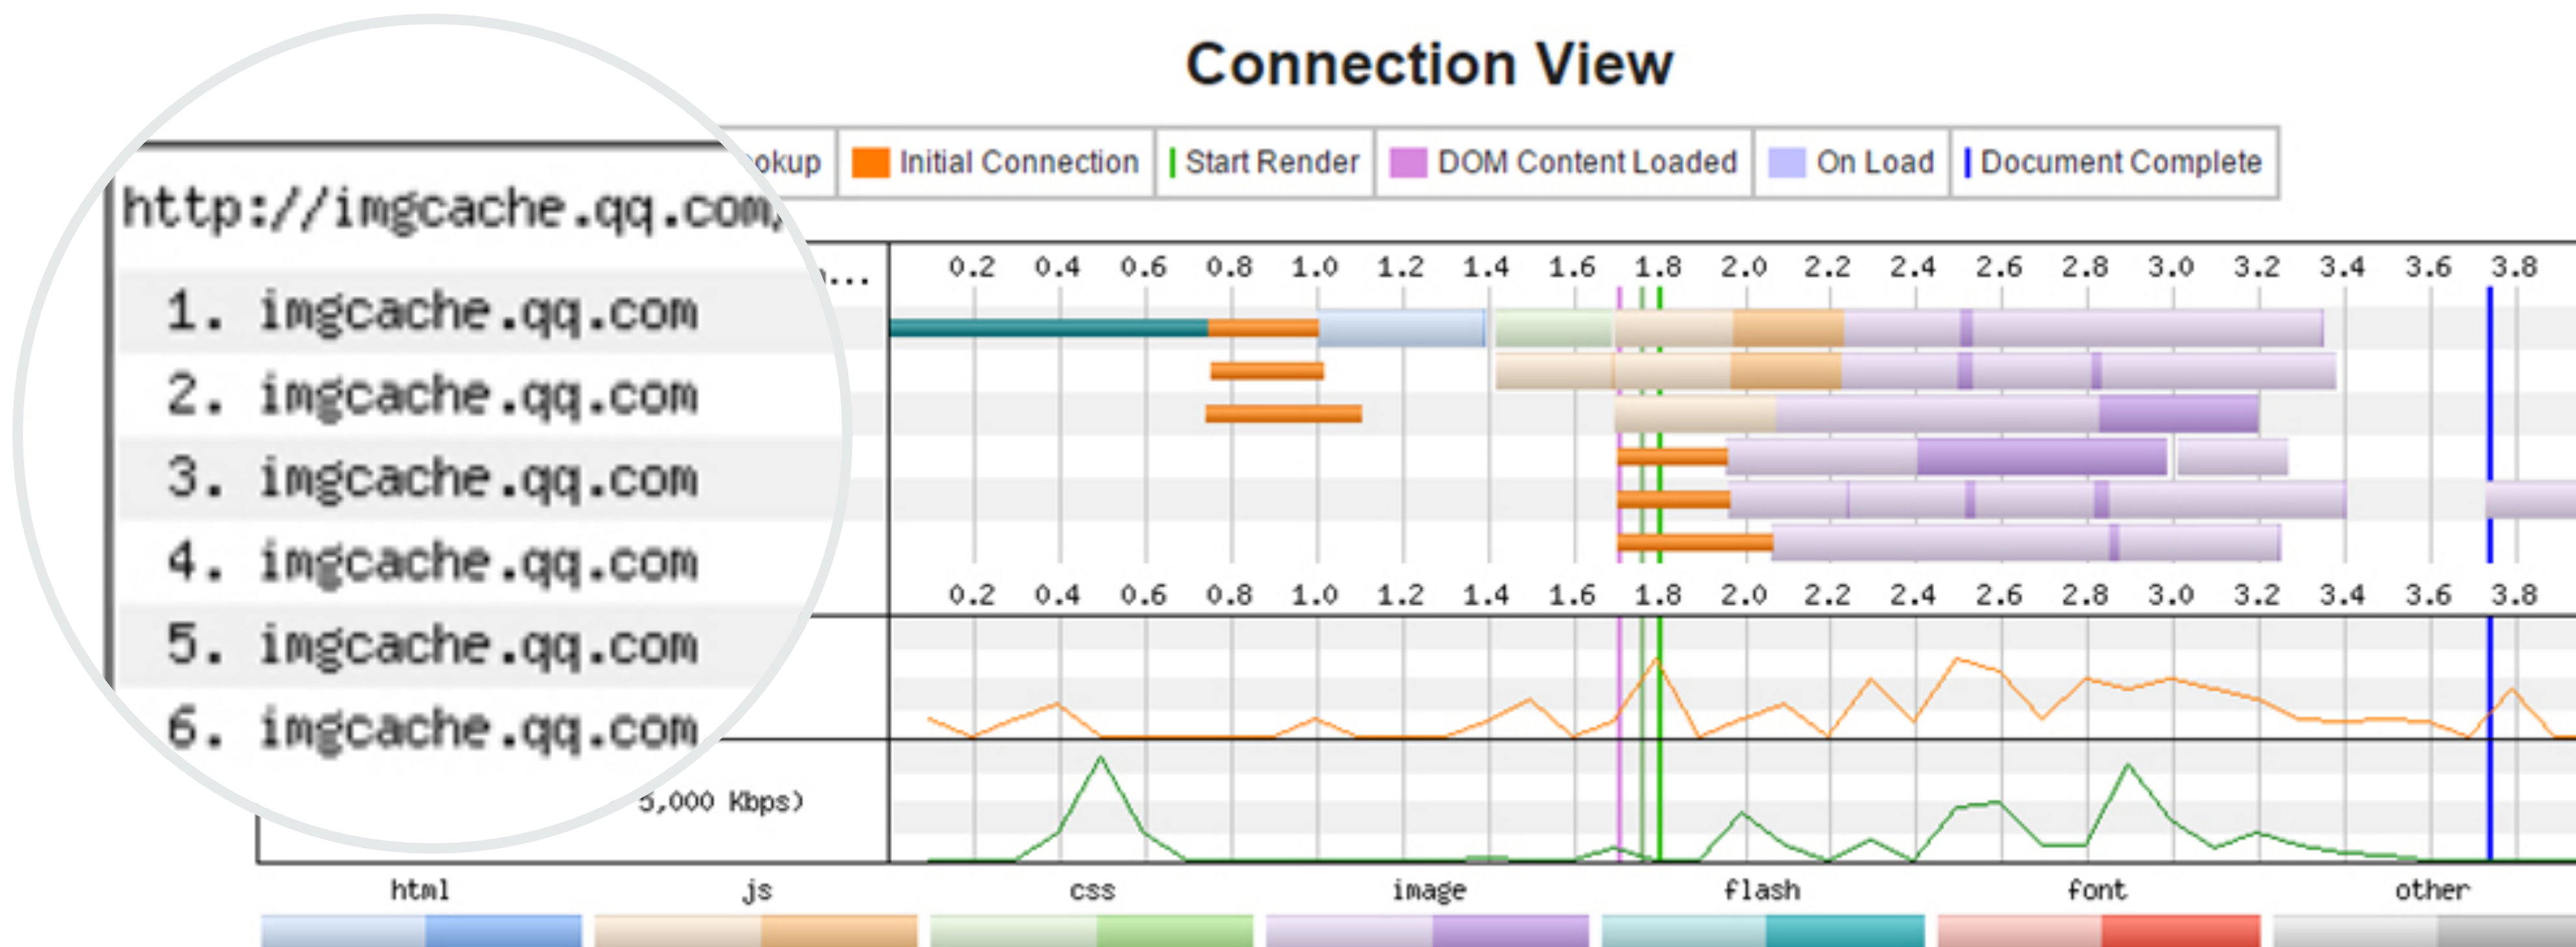 Connection View
Initial Connection
Start Render
DOM Content Loaded
On Load
Document Complete
http://imgcache.qq.com
0.2 0.4 0.6 0.8 1.0 1.2 1.4 1.6 1.8 2.0 2.2 2.4 2.6 2.8 3.0 3.2 3.4 3.6 3.8
1. imgcache.qq.com
2. imgcache.qq.com
3. imgcache.qq.com
4. imgcache.qq.com
5. imgcache.qq.com
6. imgcache.qq.com
0.2 0.4 0.6 0.8 1.0 1.2 1.4 1.6 1.8 2.0 2.2 2.4 2.6 2.8 3.0 3.2 3.4 3.6 3.8
5,000 Kbps)
html js css image flash font other